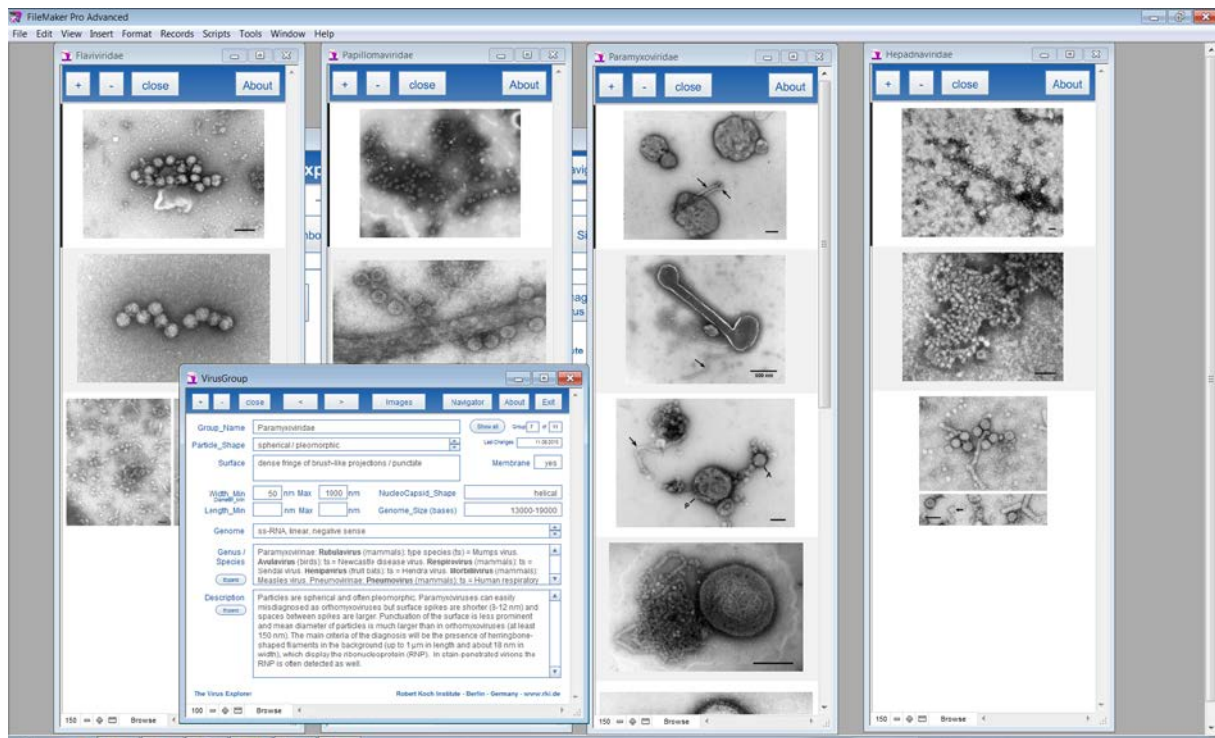 FileMaker Pro Advanced
File Edit View Insert Format Records Scripts Tools Window Help
Flaviviridae
+ - close About
Papillomaviridae
+ - close About
Paramyxoviridae
+ - close About
Hepadnaviridae
+ - close About
VirusGroup
+ - close < > Images Navigator About Exit
Group_Name Paramyxoviridae Show all Group of
Particle_Shape spherical / pleomorphic Last Changes
Surface dense fringe of brush-like projections / punctate Membrane yes
Width_Min 50 nm Max 1000 nm NucleoCapsid_Shape helical
Length_Min nm Max nm Genome_Size (bases) 13000-19000
Genome ss-RNA, linear, negative sense
Genus / Species
Paramyxovirinae: Rubulavirus (mammals): type species (ts) = Mumps virus.
Avulavirus (birds): ts = Newcastle disease virus. Respirovirus (mammals): ts =
Sendai virus. Henipavirus (fruit bats): ts = Hendra virus. Morbillivirus (mammals):
Measles virus. Pneumovirinae: Pneumovirus (mammals): ts = Human respiratory
Description
Particles are spherical and often pleomorphic. Paramyxoviruses can easily
misdiagnosed as orthomyxoviruses but surface spikes are shorter (9-12 nm) and
spaces between spikes are larger. Punctuation of the surface is less prominent
and mean diameter of particles is much larger than in orthomyxoviruses (at least
150 nm). The main criteria of the diagnosis will be the presence of herringbone-
shaped filaments in the background (up to 1 µm in length and about 18 nm in
width), which display the ribonucleoprotein (RNP). In stain-penetrated virions the
RNP is often detected as well.
The Virus Explorer Robert Koch Institute - Berlin - Germany - www.rki.de
100 Browse
150 Browse
150 Browse
150 Browse